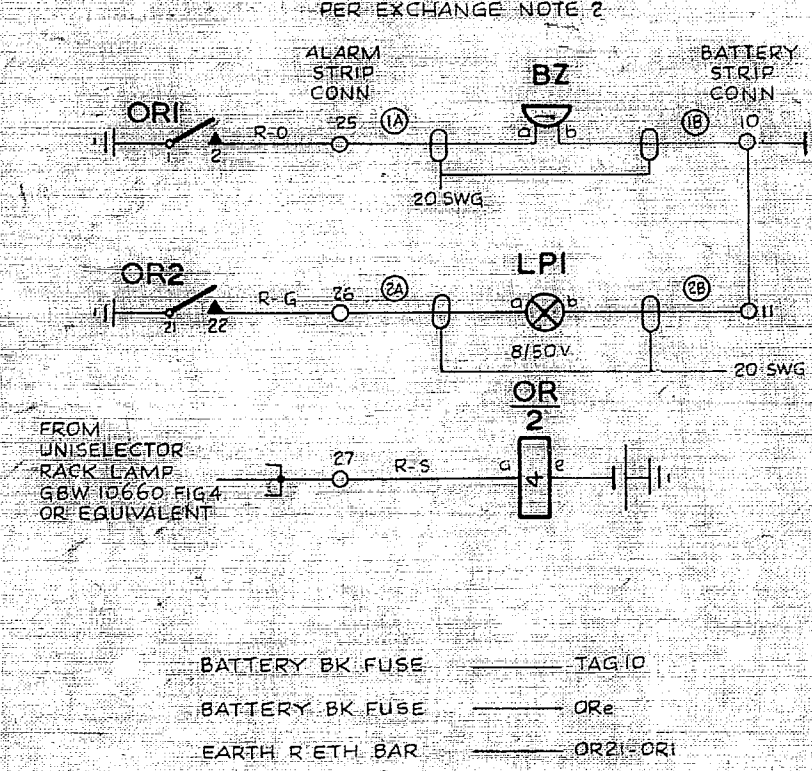 PER EXCHANGE NOTE 2
ALARM
STRIP
CONN
BZ
BATTERY
STRIP
CONN
OR1
1
2
R-O
25
1A
a
b
1B
10
20 SWG
OR2
21
22
R-G
26
2A
LP1
a
b
2B
11
8/50V
20 SWG
OR
2
FROM
UNISELECTOR
RACK LAMP
GBW 10660 FIG4
OR EQUIVALENT
27
R-S
a
4
e
BATTERY BK FUSE
TAG 10
BATTERY BK FUSE
ORe
EARTH R ETH BAR
OR21-OR1